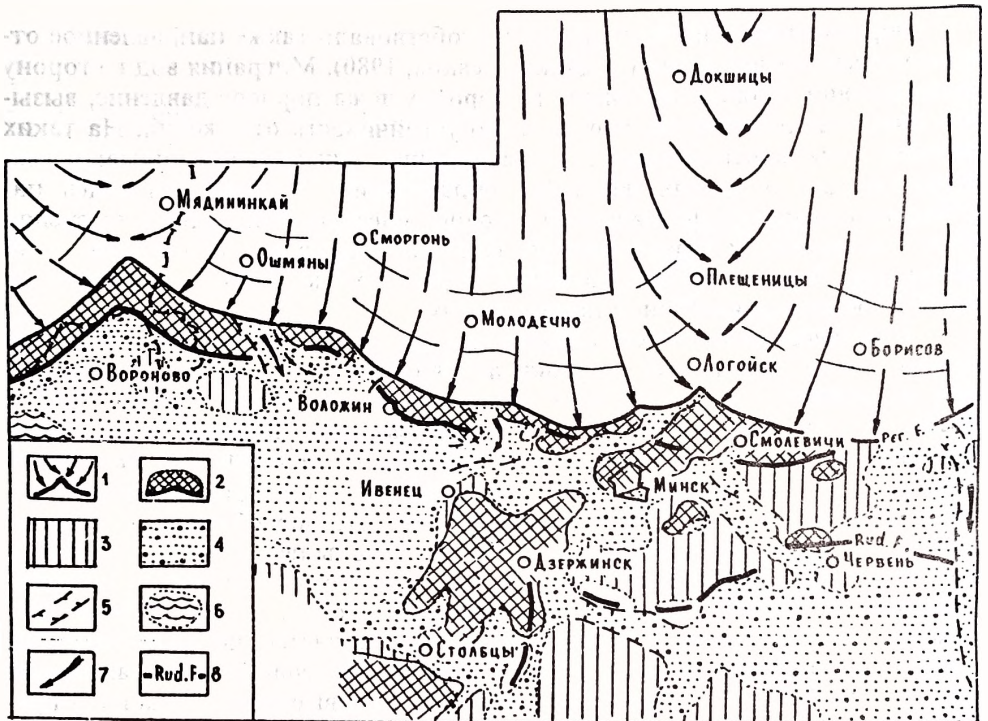 Докшицы
Мядининкай
Сморгонь
Ошмяны
Плещеницы
Молодечно
Борисов
Логойск
Вороново
Воложин
Смолевичи
Рег. F.
Ивенец
Минск
Rud. F.
Дзержинск
Червень
Столбцы
1 2
3 4
5 6
7 -Rud.F- 8